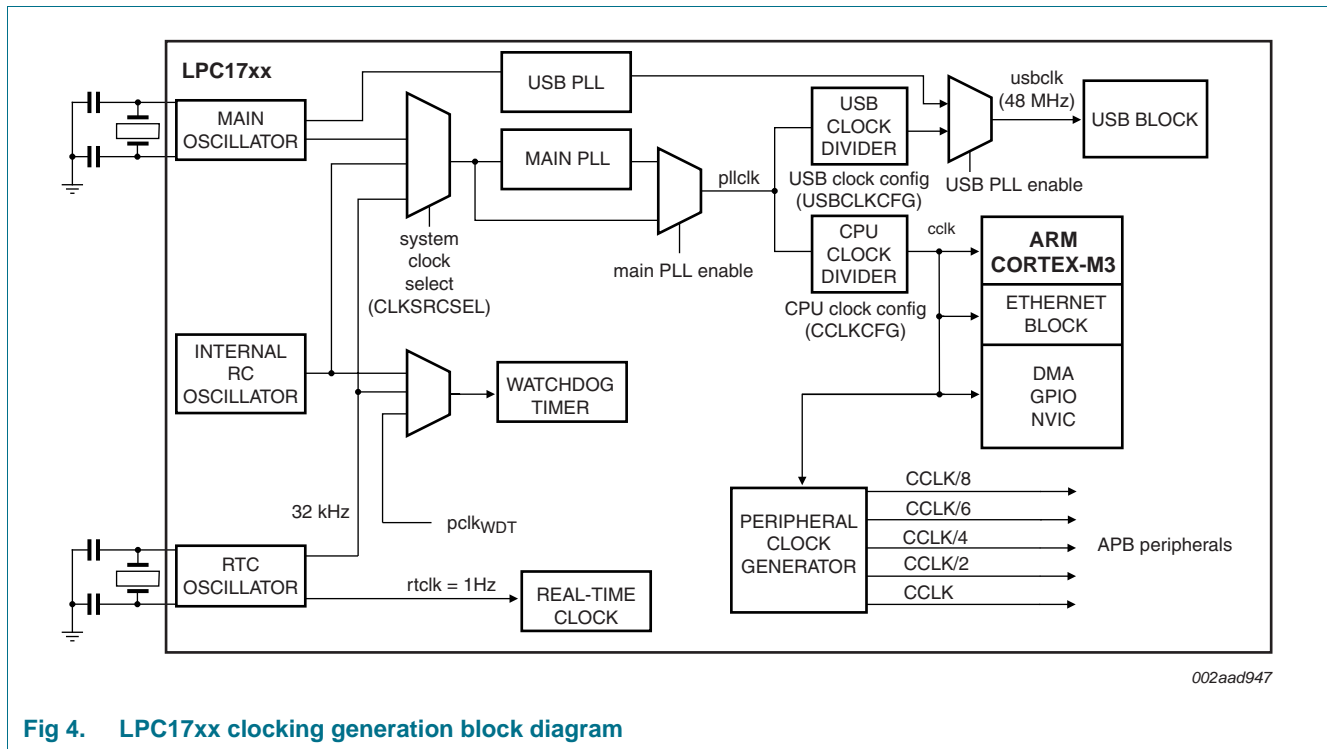 LPC17xx
MAIN
OSCILLATOR
USB PLL
MAIN PLL
system
clock
select
(CLKSRCSEL)
main PLL enable
pllclk
USB
CLOCK
DIVIDER
USB clock config
(USBCLKCFG)
USB PLL enable
usbclk
(48 MHz)
USB BLOCK
CPU
CLOCK
DIVIDER
CPU clock config
(CCLKCFG)
cclk
ARM
CORTEX-M3
ETHERNET
BLOCK
DMA
GPIO
NVIC
INTERNAL
RC
OSCILLATOR
WATCHDOG
TIMER
32 kHz
pclkWDT
RTC
OSCILLATOR
rtclk = 1Hz
REAL-TIME
CLOCK
PERIPHERAL
CLOCK
GENERATOR
CCLK/8
CCLK/6
CCLK/4
CCLK/2
CCLK
APB peripherals
002aad947
Fig 4. LPC17xx clocking generation block diagram